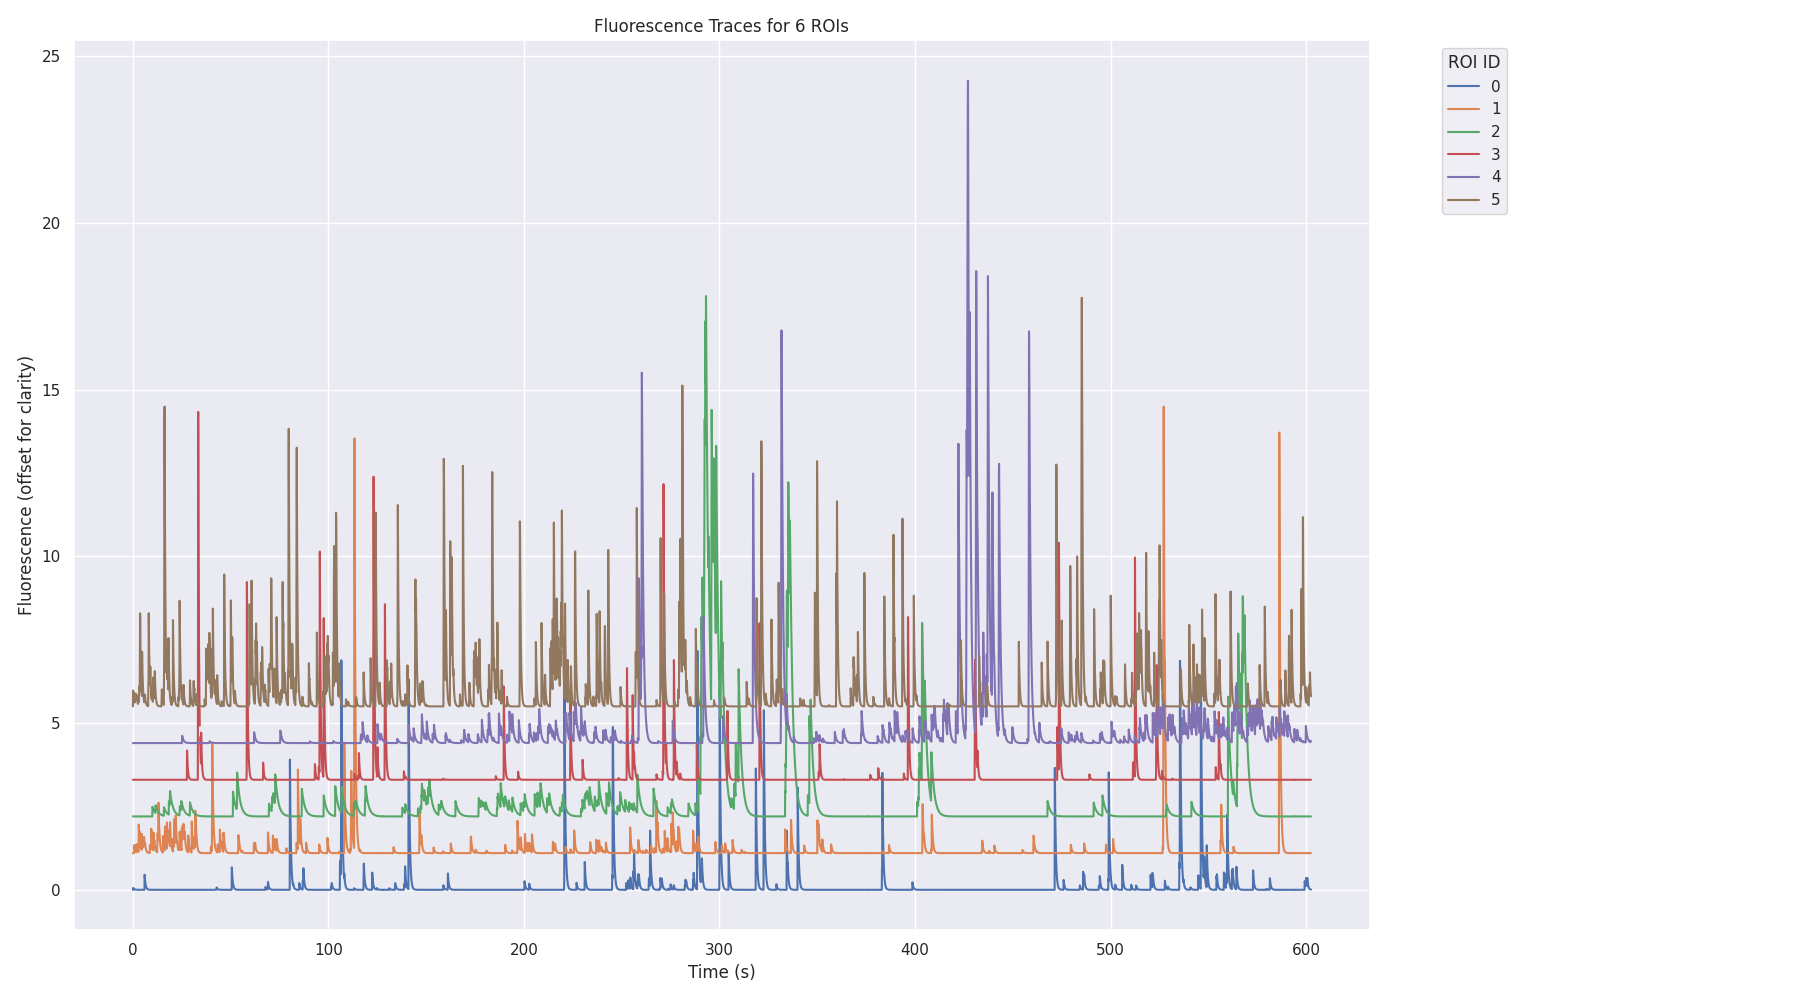 Fluorescence Traces for 6 ROIs
ROI ID
0
1
2
3
4
5
Fluorescence (offset for clarity)
25
20
15
10
5
0
0 100 200 300 400 500 600
Time (s)